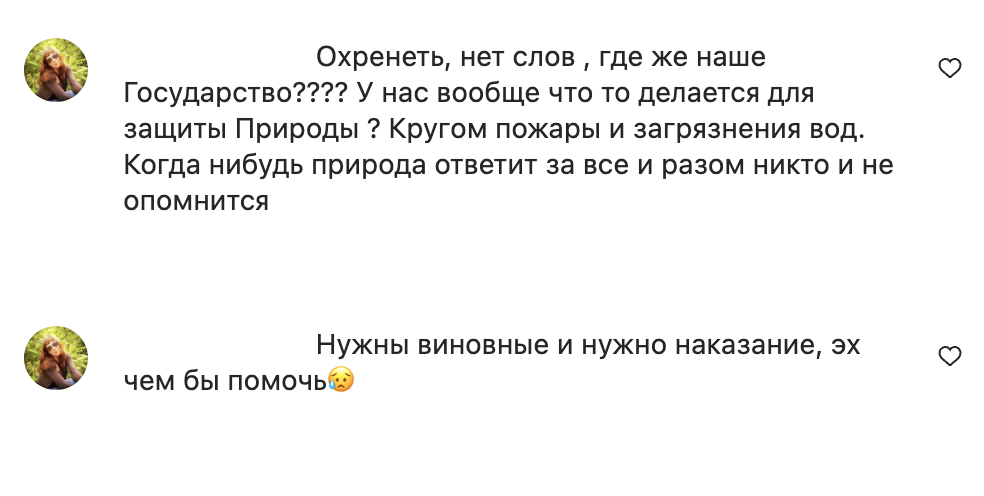 Охренеть, нет слов , где же наше
Государство???? У нас вообще что то делается для
защиты Природы ? Кругом пожары и загрязнения вод.
Когда нибудь природа ответит за все и разом никто и не
опомнится
Нужны виновные и нужно наказание, эх
чем бы помочь😥